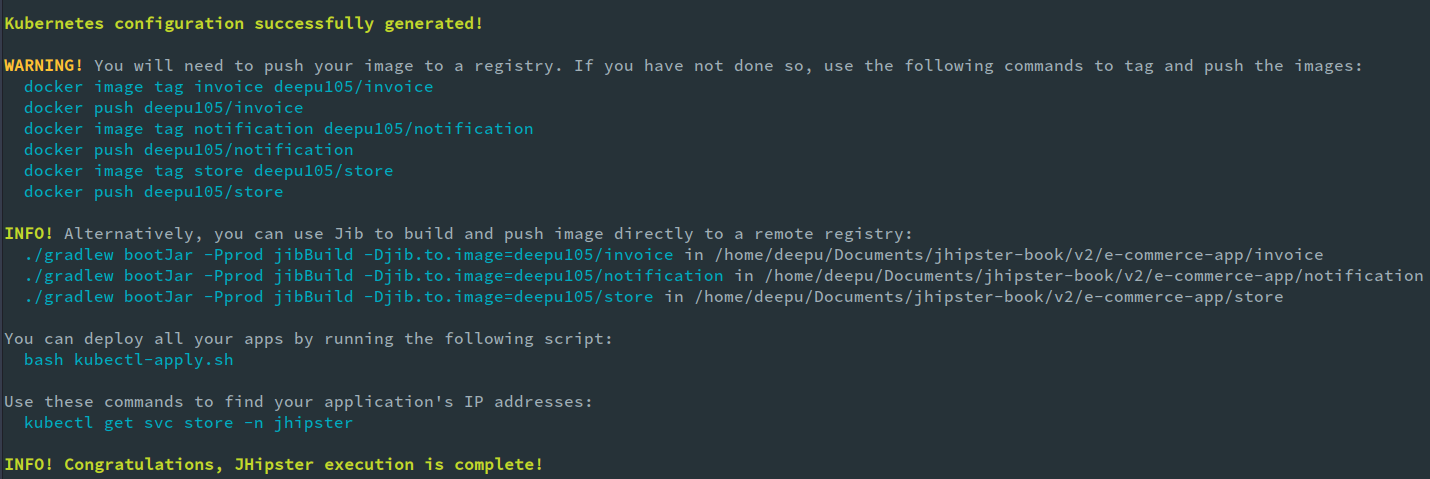 Kubernetes configuration successfully generated!
WARNING! You will need to push your image to a registry. If you have not done so, use the following commands to tag and push the images:
docker image tag invoice deepu105/invoice
docker push deepu105/invoice
docker image tag notification deepu105/notification
docker push deepu105/notification
docker image tag store deepu105/store
docker push deepu105/store
INFO! Alternatively, you can use Jib to build and push image directly to a remote registry:
./gradlew bootJar -Pprod jibBuild -Djib.to.image=deepu105/invoice in /home/deepu/Documents/jhipster-book/v2/e-commerce-app/invoice
./gradlew bootJar -Pprod jibBuild -Djib.to.image=deepu105/notification in /home/deepu/Documents/jhipster-book/v2/e-commerce-app/notification
./gradlew bootJar -Pprod jibBuild -Djib.to.image=deepu105/store in /home/deepu/Documents/jhipster-book/v2/e-commerce-app/store
You can deploy all your apps by running the following script:
bash kubectl-apply.sh
Use these commands to find your application's IP addresses:
kubectl get svc store -n jhipster
INFO! Congratulations, JHipster execution is complete!